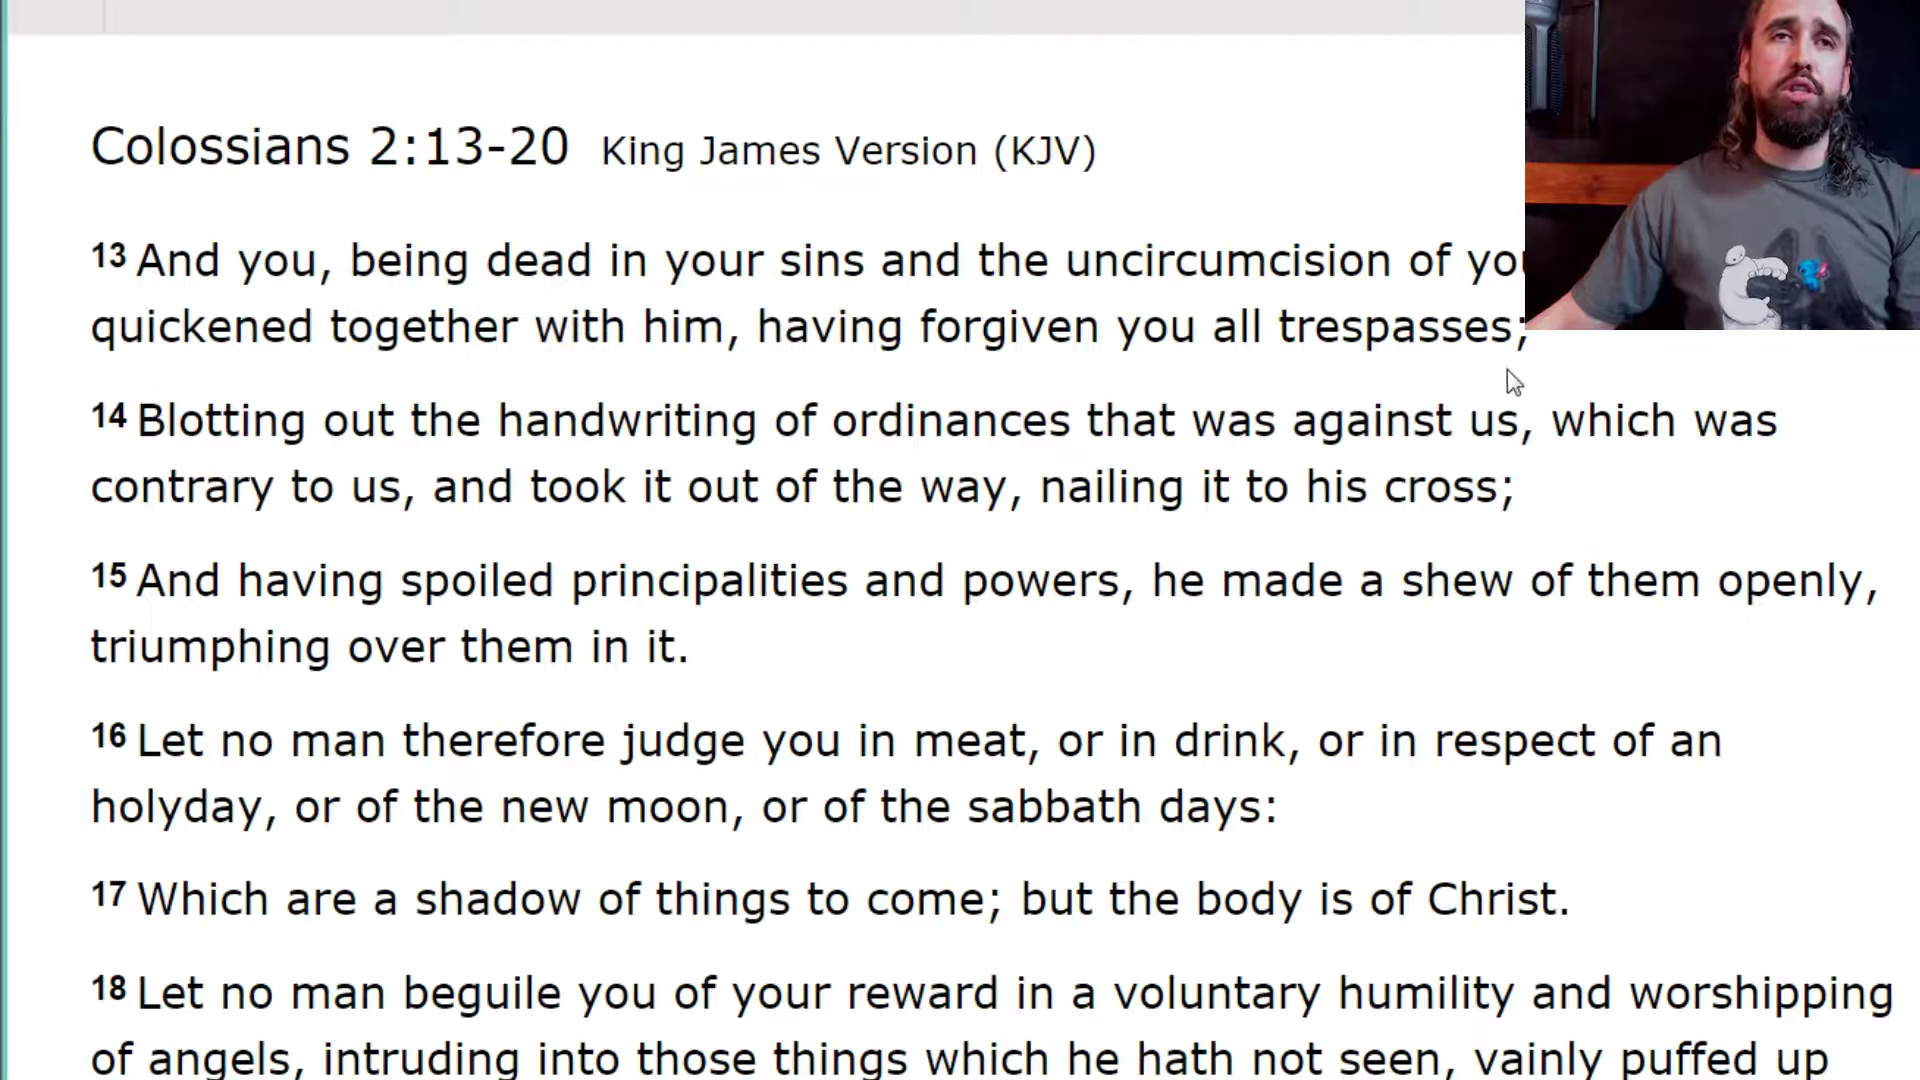 Colossians 2:13-20 King James Version (KJV)
13 And you, being dead in your sins and the uncircumcision of
quickened together with him, having forgiven you all trespasses;
14 Blotting out the handwriting of ordinances that was against us, which was
contrary to us, and took it out of the way, nailing it to his cross;
15 And having spoiled principalities and powers, he made a shew of them openly,
triumphing over them in it.
16 Let no man therefore judge you in meat, or in drink, or in respect of an
holyday, or of the new moon, or of the sabbath days:
17 Which are a shadow of things to come; but the body is of Christ.
18 Let no man beguile you of your reward in a voluntary humility and worshipping
of angels, intruding into those things which he hath not seen, vainly puffed up